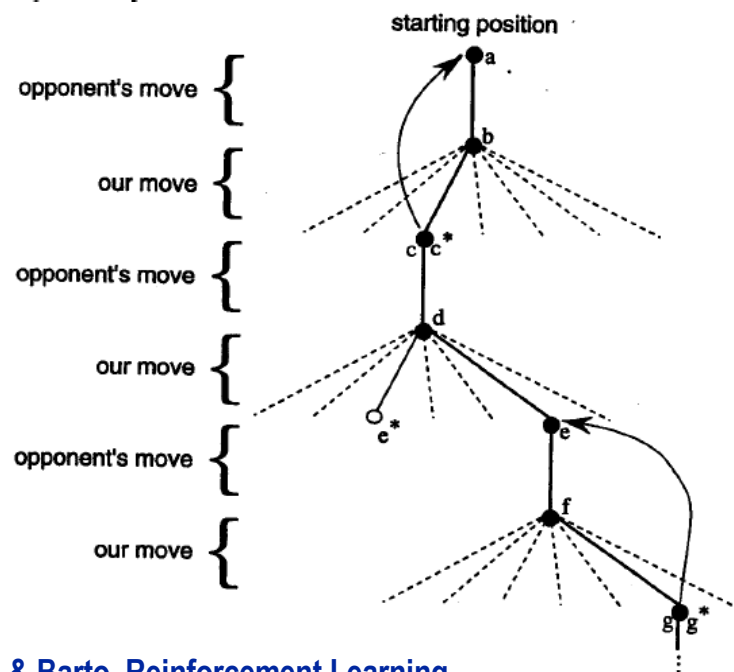 starting position
a
opponent's move {
b
our move {
c c*
opponent's move {
d
our move {
e*
e
opponent's move {
f
our move {
g g*
& Barto, Reinforcement Learning